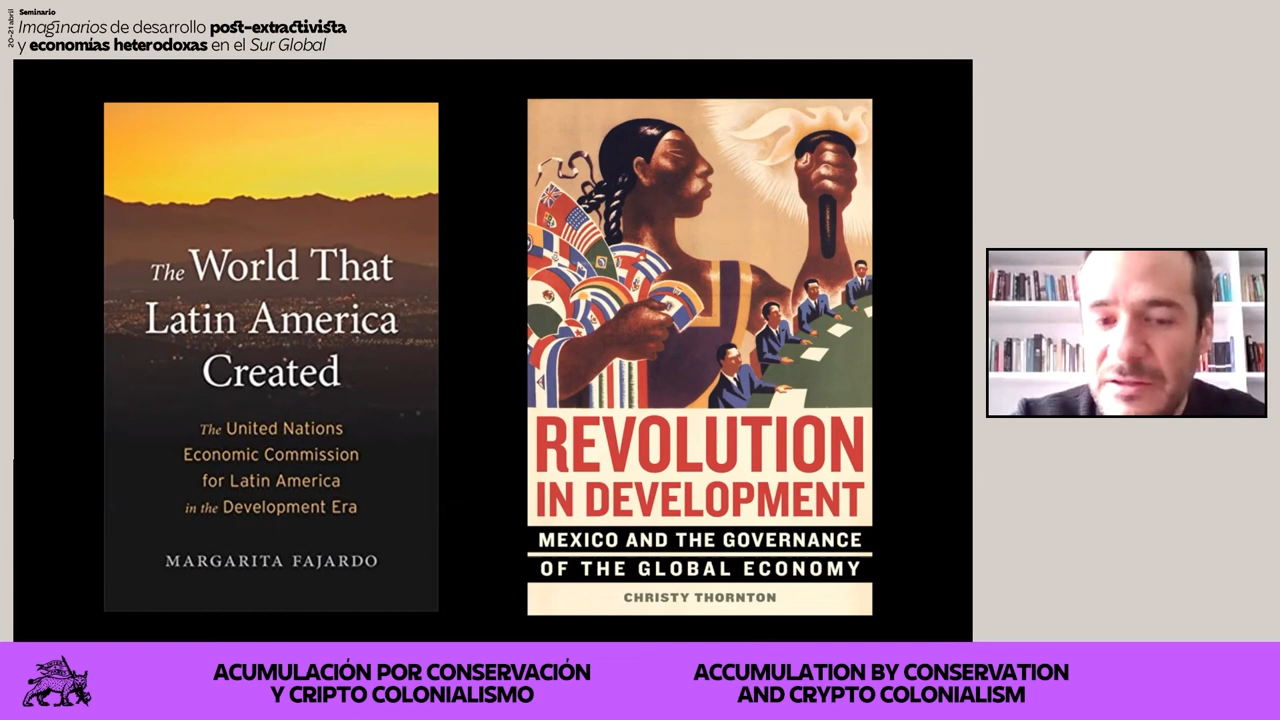 20–21 abril
Seminario
Imaginarios de desarrollo post-extractivista
y economías heterodoxas en el Sur Global
The World That
Latin America
Created
The United Nations
Economic Commission
for Latin America
in the Development Era
MARGARITA FAJARDO
REVOLUTION
IN DEVELOPMENT
MEXICO AND THE GOVERNANCE
OF THE GLOBAL ECONOMY
CHRISTY THORNTON
ACUMULACIÓN POR CONSERVACIÓN
Y CRIPTO COLONIALISMO
ACCUMULATION BY CONSERVATION
AND CRYPTO COLONIALISM